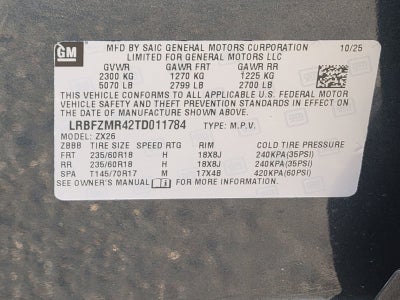 GM
MFD BY SAIC GENERAL MOTORS CORPORATION 10/25
LIMITED FOR GENERAL MOTORS LLC
GVWR GAWR FRT GAWR RR
2300 KG 1270 KG 1225 KG
5070 LB 2799 LB 2700 LB
THIS VEHICLE CONFORMS TO ALL APPLICABLE U.S. FEDERAL MOTOR
VEHICLE SAFETY, BUMPER, AND THEFT PREVENTION STANDARDS IN
EFFECT ON THE DATE OF MANUFACTURE SHOWN ABOVE.
LRBFZMR42TD011784 TYPE: M.P.V.
MODEL: ZX26
ZBBB TIRE SIZE SPEED RTG RIM COLD TIRE PRESSURE
FRT 235/60R18 H 18X8J 240KPA(35PSI)
RR 235/60R18 H 18X8J 240KPA(35PSI)
SPA T145/70R17 M 17X4B 420KPA(60PSI)
SEE OWNER'S MANUAL FOR MORE INFORMATION.